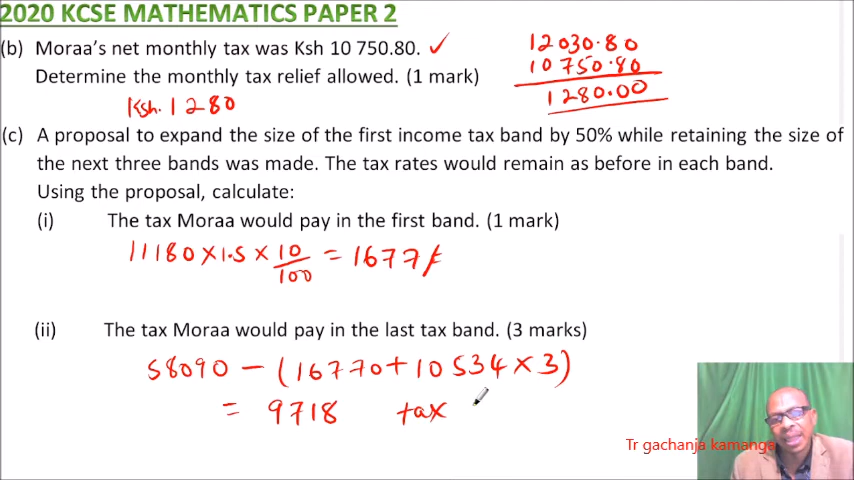 2020 KCSE MATHEMATICS PAPER 2
(b) Moraa's net monthly tax was Ksh 10 750.80. ✓
Determine the monthly tax relief allowed. (1 mark)
Ksh. 1280
12030.80
10750.80
1280.00
(c) A proposal to expand the size of the first income tax band by 50% while retaining the size of
the next three bands was made. The tax rates would remain as before in each band.
Using the proposal, calculate:
(i) The tax Moraa would pay in the first band. (1 mark)
11180 × 1.5 × 10/100 = 1677/=
(ii) The tax Moraa would pay in the last tax band. (3 marks)
58090 - (16770 + 10534 × 3)
= 9718 tax
Tr gachanja kamanga